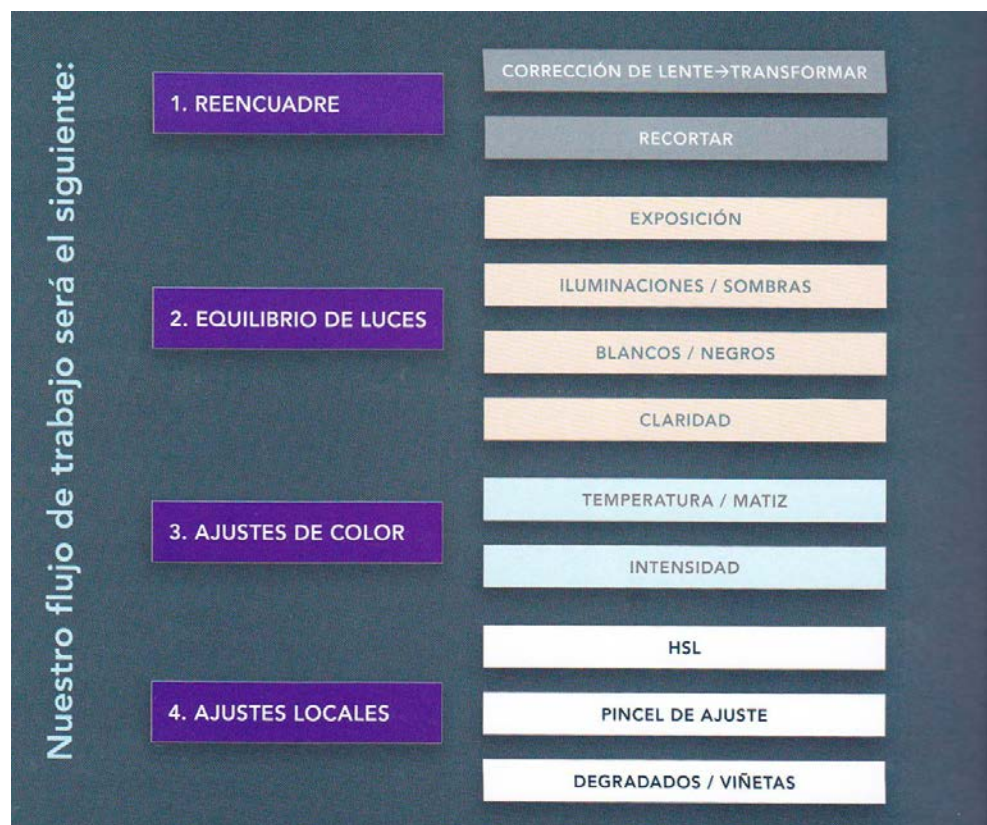 Nuestro flujo de trabajo será el siguiente:
1. REENCUADRE
CORRECCIÓN DE LENTE→TRANSFORMAR
RECORTAR
2. EQUILIBRIO DE LUCES
EXPOSICIÓN
ILUMINACIONES / SOMBRAS
BLANCOS / NEGROS
CLARIDAD
3. AJUSTES DE COLOR
TEMPERATURA / MATIZ
INTENSIDAD
4. AJUSTES LOCALES
HSL
PINCEL DE AJUSTE
DEGRADADOS / VIÑETAS